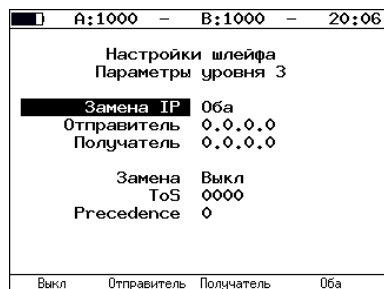 A:1000 – B:1000 – 20:06
Настройки шлейфа
Параметры уровня 3
Замена IP Оба
Отправитель 0.0.0.0
Получатель 0.0.0.0
Замена Выкл
ToS 0000
Precedence 0
Выкл Отправитель Получатель Оба